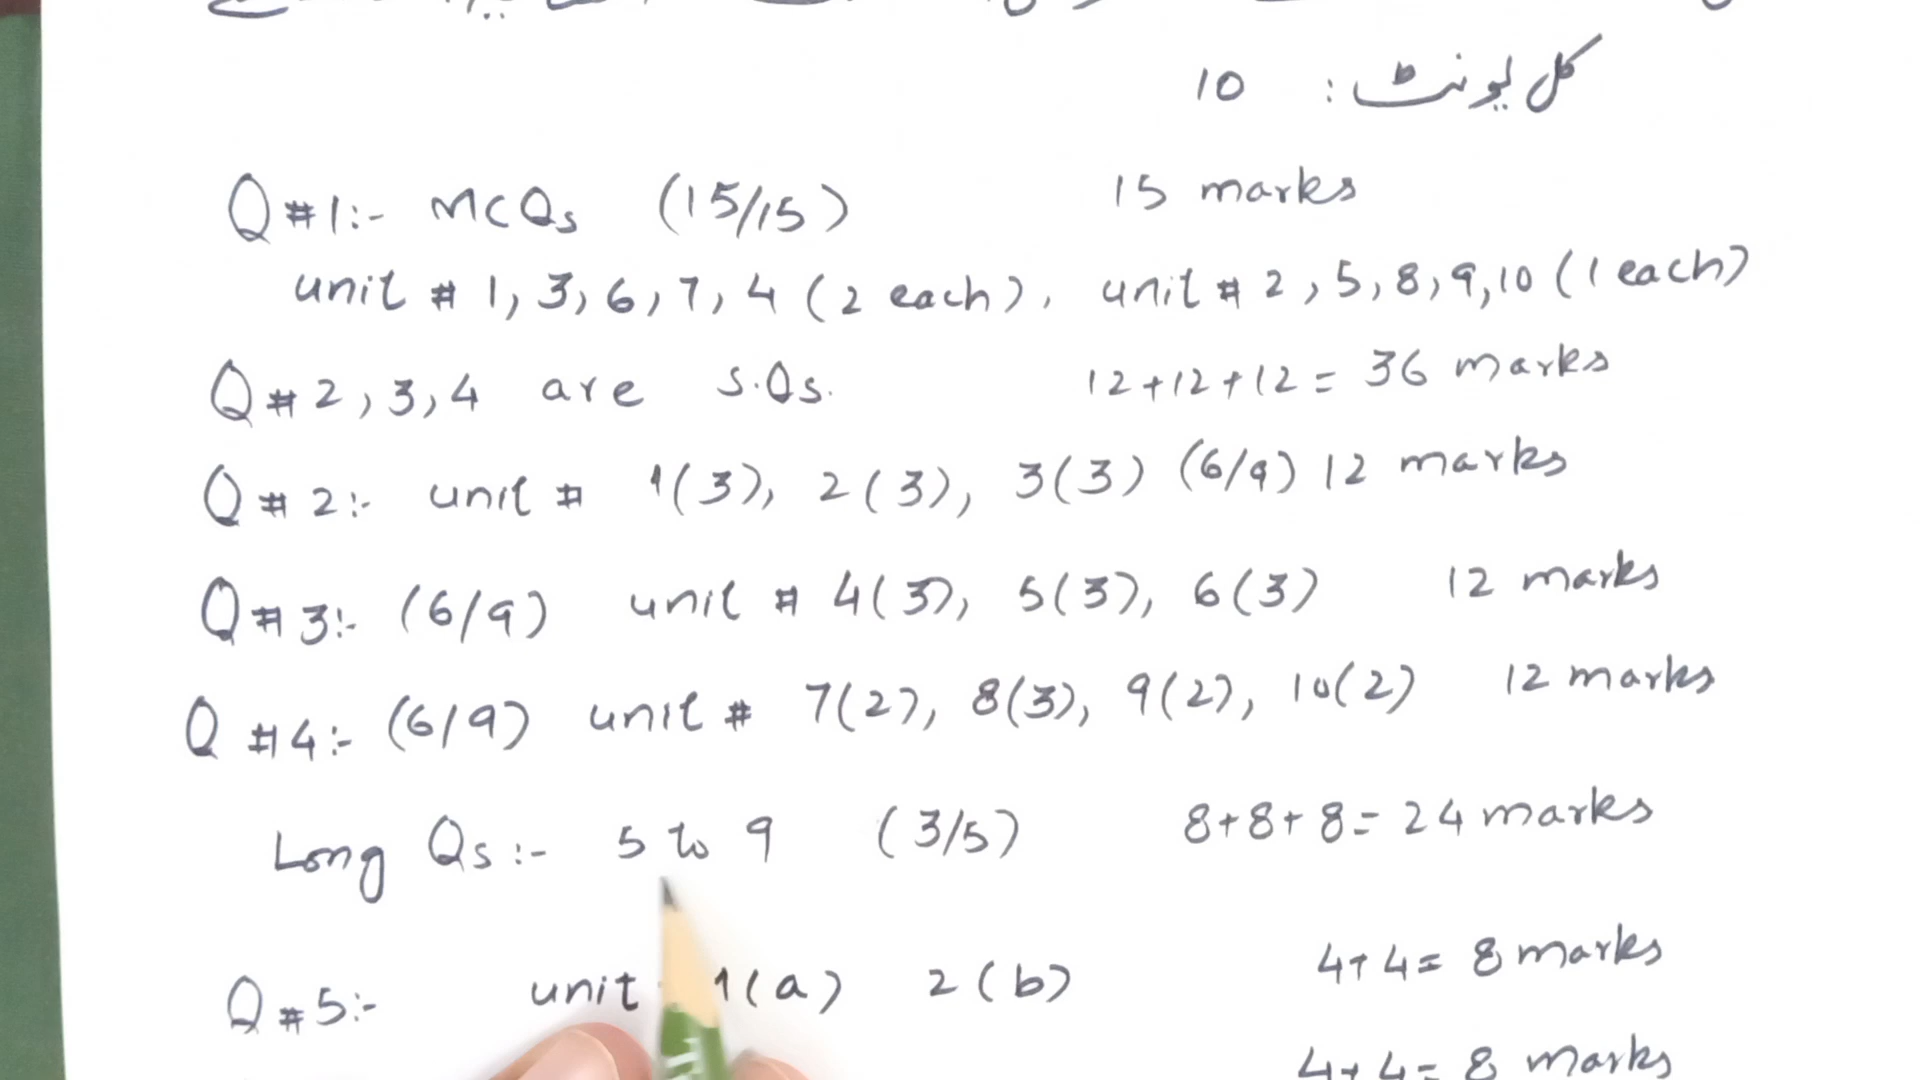 کل یونٹ : 10
Q#1:- MCQs (15/15) 15 marks
unit # 1, 3, 6, 7, 4 (2 each), unit # 2, 5, 8, 9, 10 (1 each)
Q#2, 3, 4 are S.Qs. 12+12+12 = 36 marks
Q#2:- unit # 1(3), 2(3), 3(3) (6/9) 12 marks
Q#3:- (6/9) unit # 4(3), 5(3), 6(3) 12 marks
Q#4:- (6/9) unit # 7(2), 8(3), 9(2), 10(2) 12 marks
Long Qs:- 5 to 9 (3/5) 8+8+8= 24 marks
Q#5:- unit 1(a) 2(b) 4+4= 8 marks
4+4= 8 marks